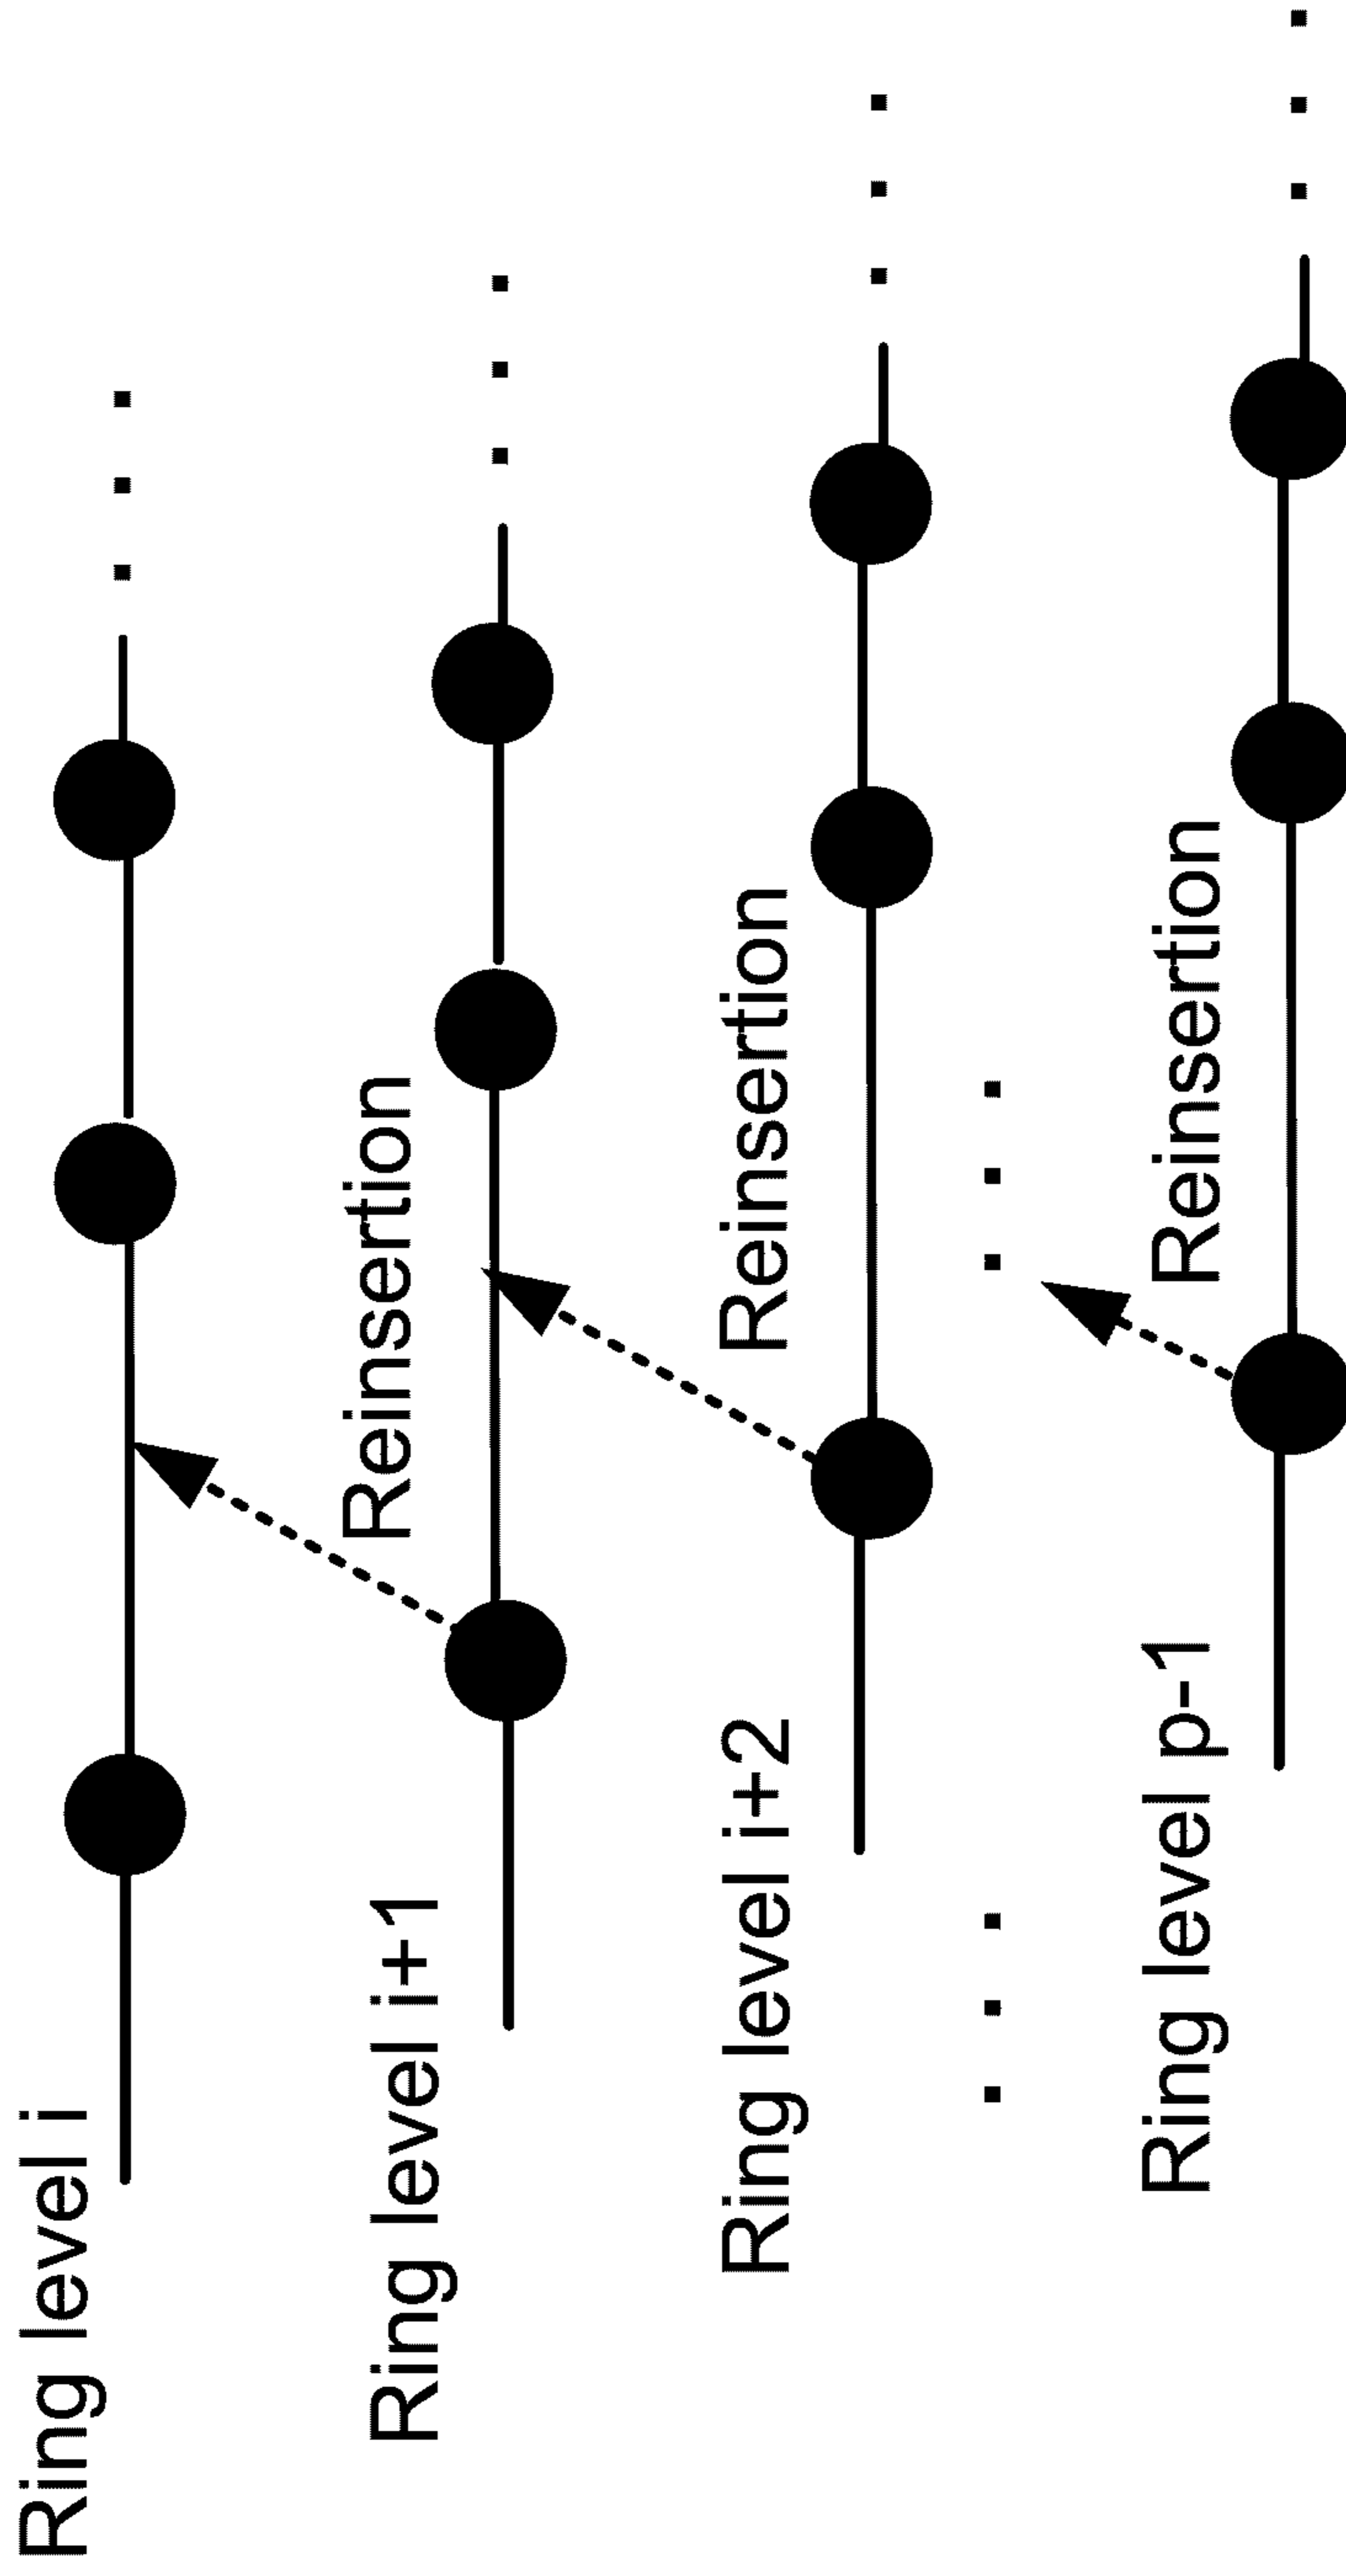 Ring level i
Ring level i+1
Reinsertion
Ring level i+2
Reinsertion
Ring level p-1
Reinsertion